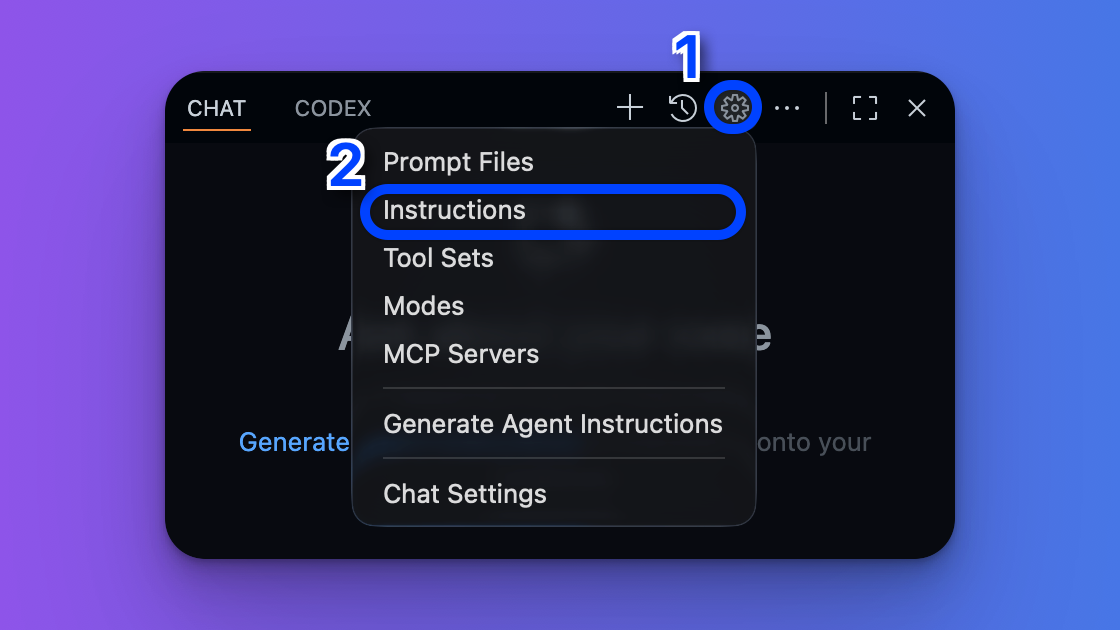 1
CHAT CODEX
2
Prompt Files
Instructions
Tool Sets
Modes
MCP Servers
Generate Agent Instructions
Generate
onto your
Chat Settings